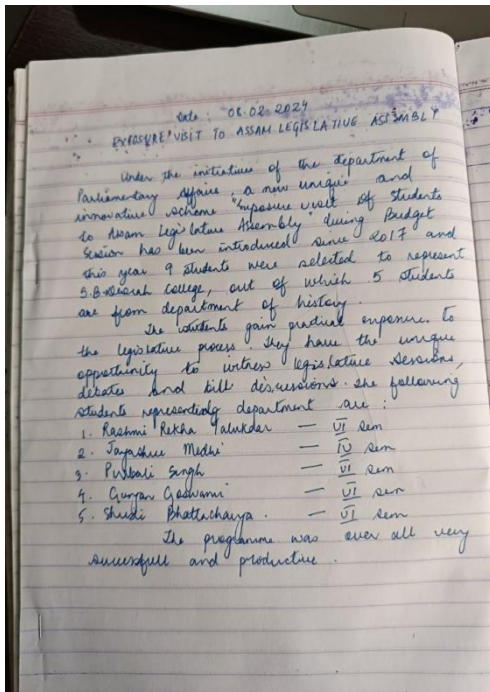 Date: 08.02.2024
EXPOSURE VISIT TO ASSAM LEGISLATIVE ASSEMBLY
Under the initiatives of the department of
Parliamentary Affairs, a new unique and
innovative scheme "Exposure visit of Students
to Assam Legislature Assembly" during Budget
Session has been introduced since 2017 and
this year 9 students were selected to represent
S.B. Deorah College, out of which 5 students
are from department of history.
The students gain practical exposure to
the legislature process. They have the unique
opportunity to witness legislature sessions,
debates and bill discussions. The following
students representing department are:
1. Rashmi Rekha Talukdar — VI sem
2. Jayashree Medhi — IV sem
3. Purbali Singh — VI sem
4. Gunjan Goswami — VI sem
5. Shruti Bhattacharya. — VI sem
The programme was over all very
successfull and productive.